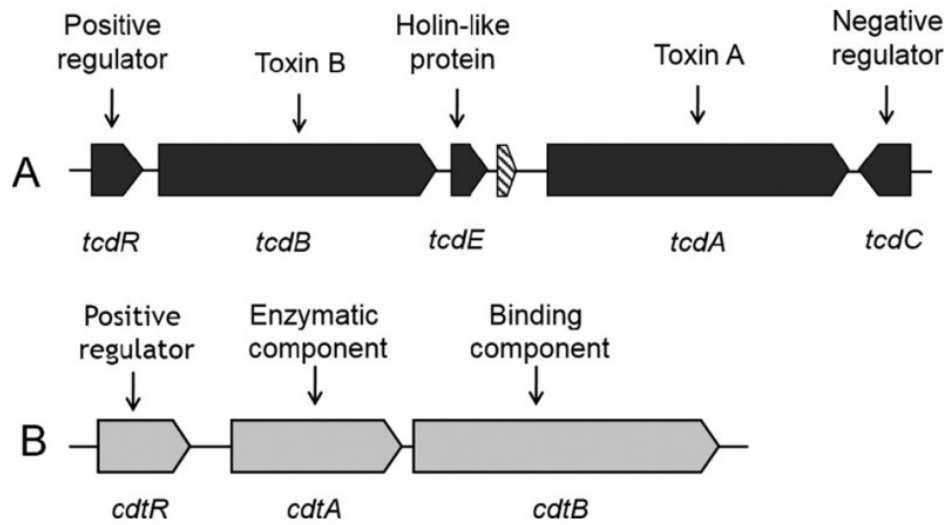 Positive
regulator
Toxin B
Holin-like
protein
Toxin A
Negative
regulator
A
tcdR
tcdB
tcdE
tcdA
tcdC
Positive
regulator
Enzymatic
component
Binding
component
B
cdtR
cdtA
cdtB